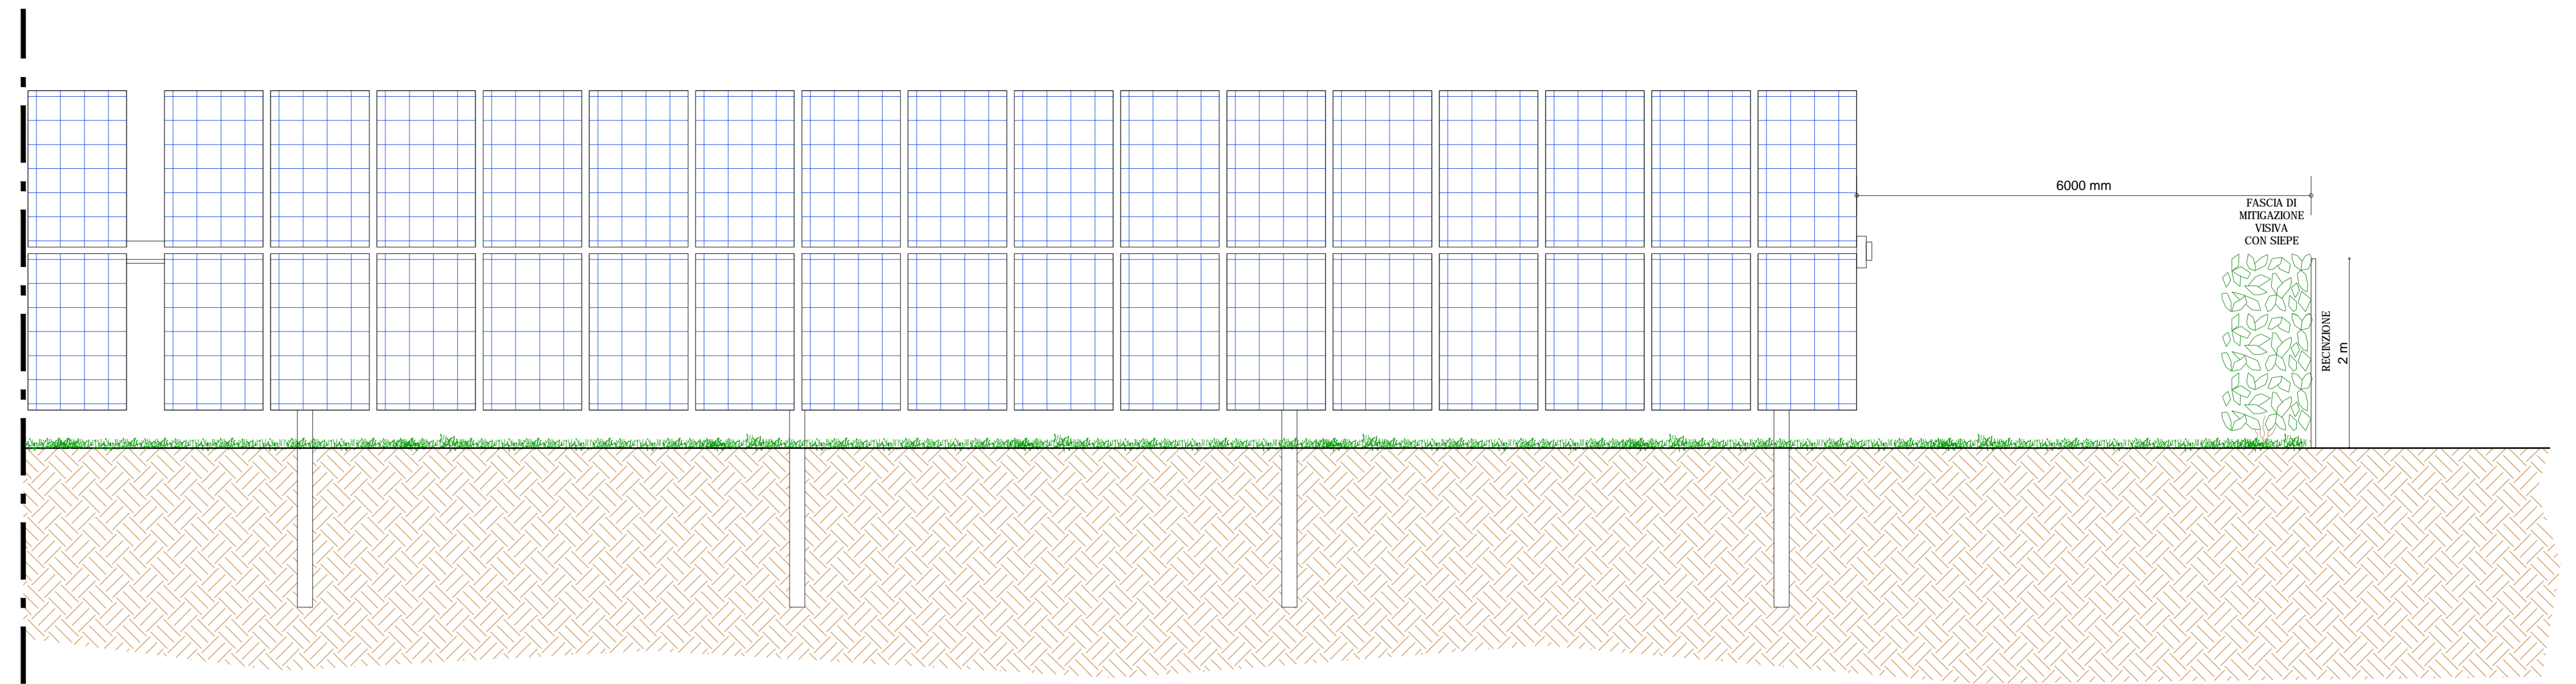 6000 mm
FASCIA DI
MITIGAZIONE
VISIVA
CON SIEPE
RECINZIONE
2 m